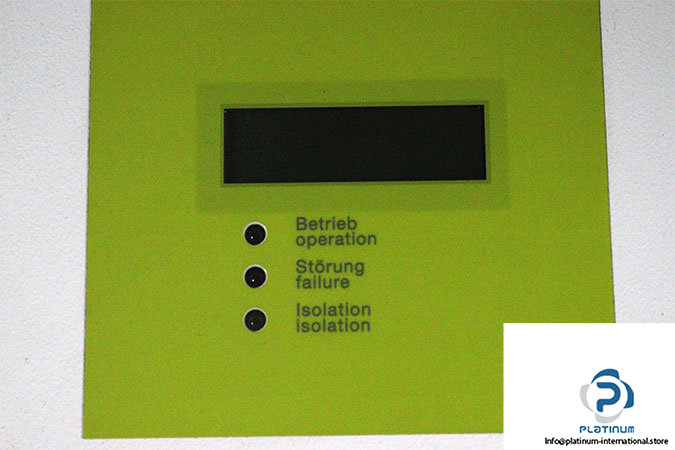 Betrieb
operation
Störung
failure
Isolation
isolation
PLATINUM
Info@platinum-international.store